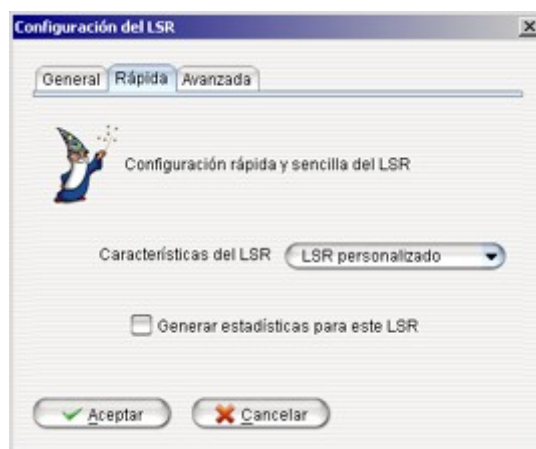 Configuración del LSR
General Rápida Avanzada
Configuración rápida y sencilla del LSR
Características del LSR LSR personalizado
Generar estadísticas para este LSR
Aceptar Cancelar